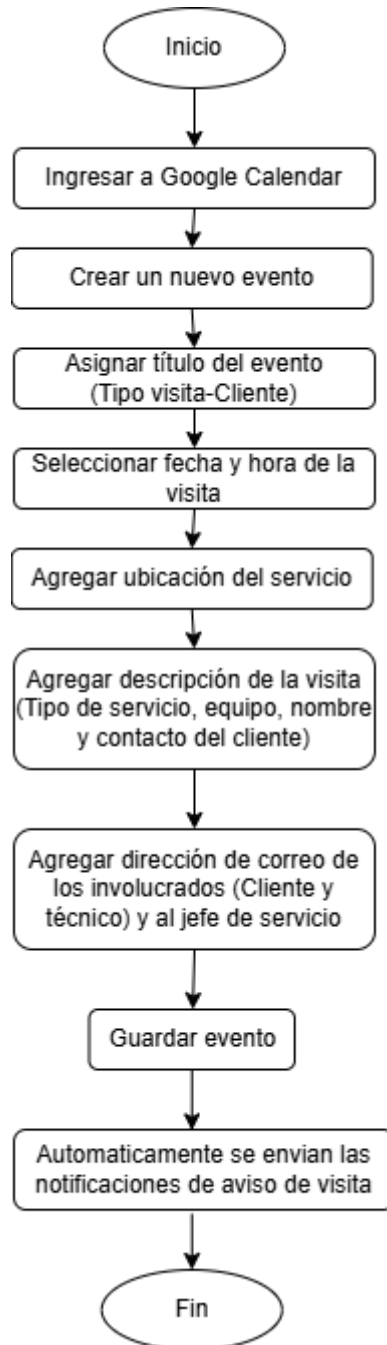 Inicio
Ingresar a Google Calendar
Crear un nuevo evento
Asignar título del evento
(Tipo visita-Cliente)
Seleccionar fecha y hora de la
visita
Agregar ubicación del servicio
Agregar descripción de la visita
(Tipo de servicio, equipo, nombre
y contacto del cliente)
Agregar dirección de correo de
los involucrados (Cliente y
técnico) y al jefe de servicio
Guardar evento
Automaticamente se envian las
notificaciones de aviso de visita
Fin